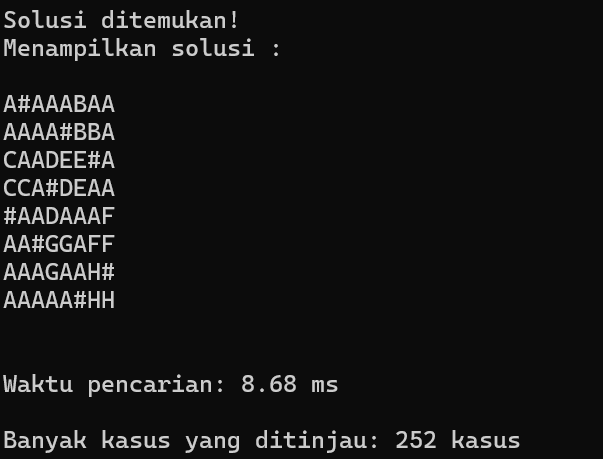 Solusi ditemukan!
Menampilkan solusi :
A#AAABAA
AAAA#BBA
CAADEE#A
CCA#DEAA
#AADAAAF
AA#GGAFF
AAAGAAH#
AAAAA#HH
Waktu pencarian: 8.68 ms
Banyak kasus yang ditinjau: 252 kasus